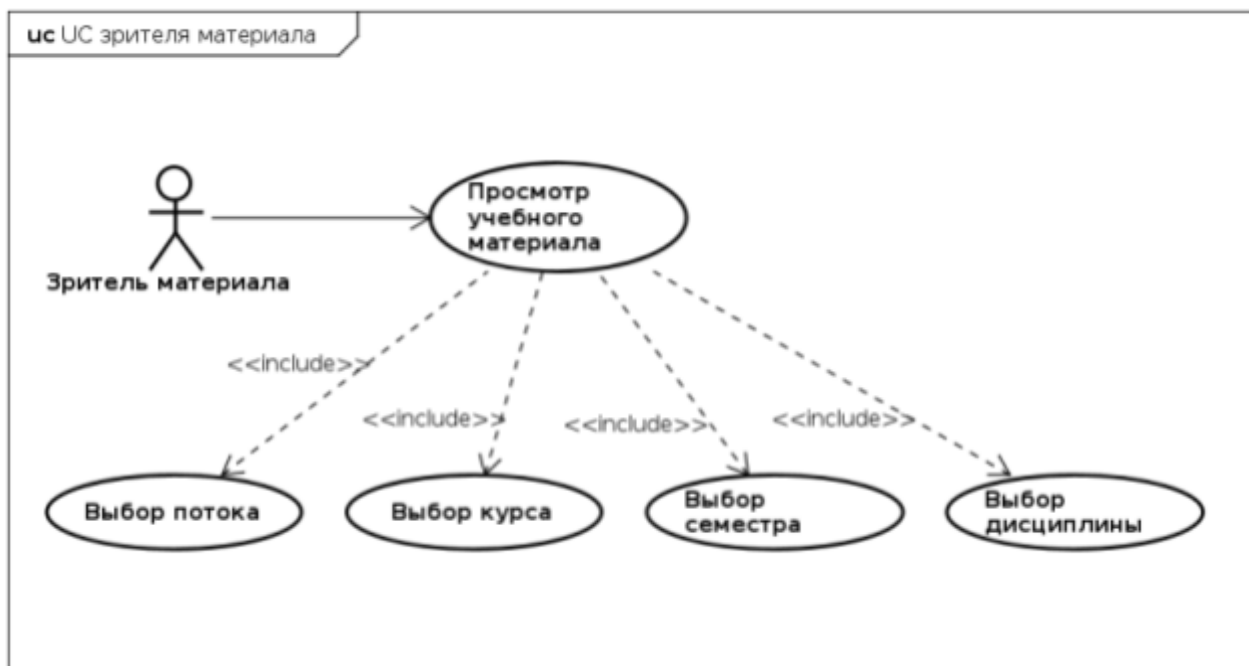 uc UC зрителя материала
Просмотр
учебного
материала
Зритель материала
<<include>>
<<include>>
<<include>>
<<include>>
Выбор потока
Выбор курса
Выбор
семестра
Выбор
дисциплины